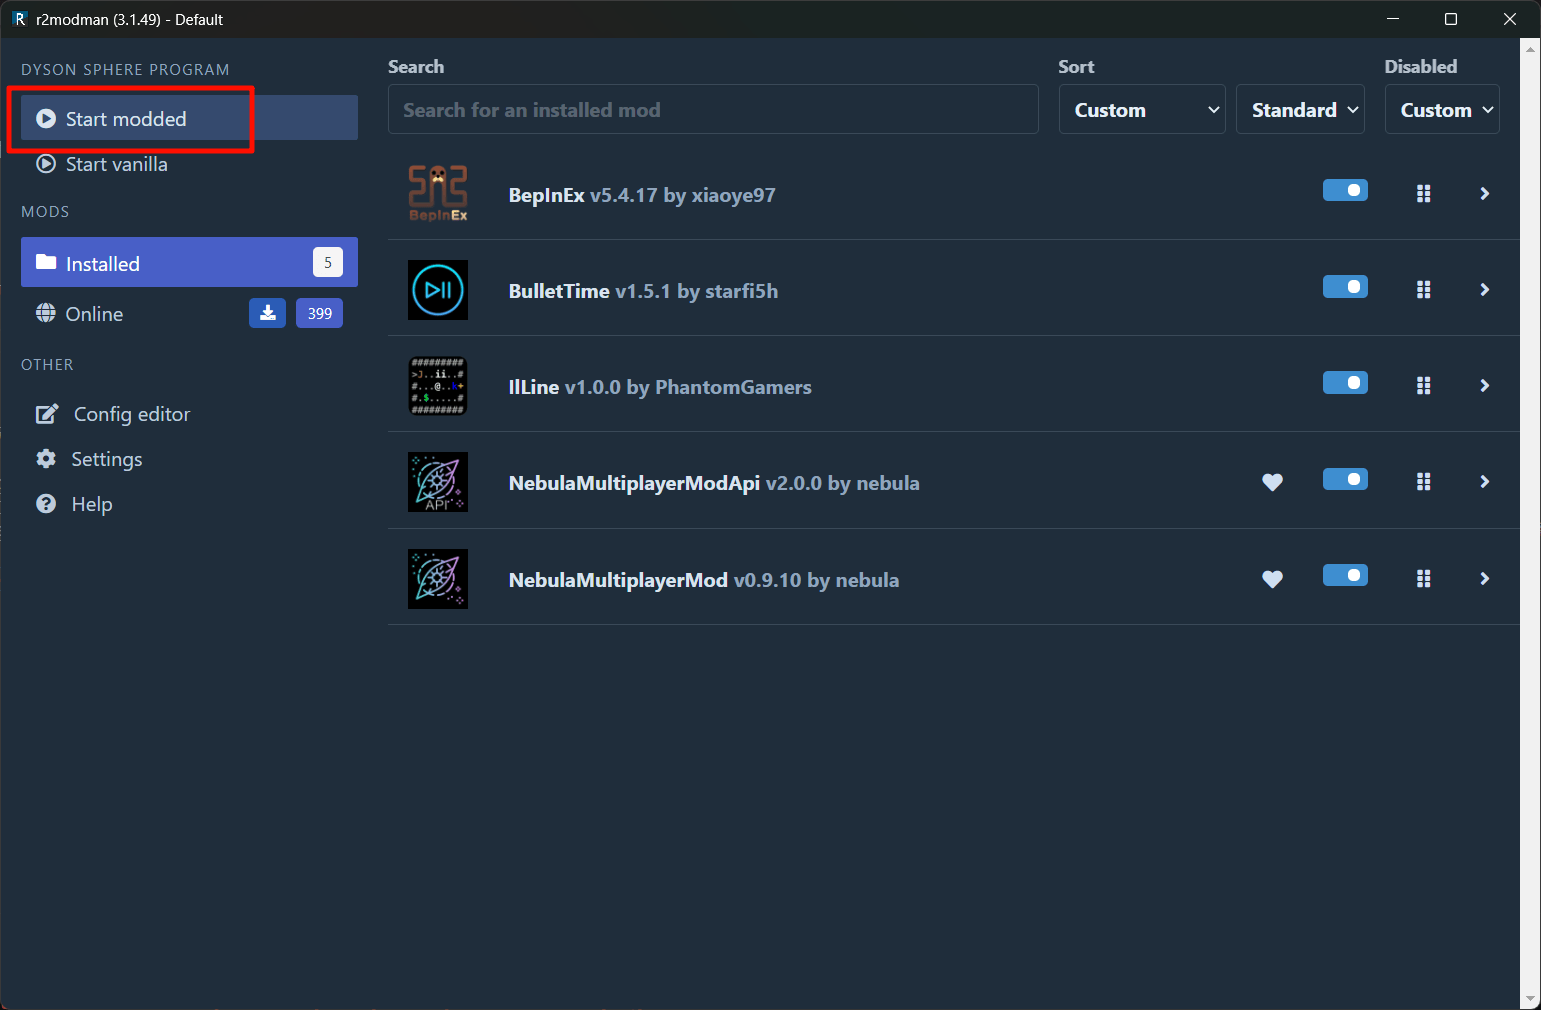 r2modman (3.1.49) - Default
DYSON SPHERE PROGRAM
Start modded
Start vanilla
MODS
Installed 5
Online 399
OTHER
Config editor
Settings
Help
Search Sort Disabled
Search for an installed mod Custom Standard Custom
BepInEx
BepInEx v5.4.17 by xiaoye97
BulletTime v1.5.1 by starfi5h
IlLine v1.0.0 by PhantomGamers
API
NebulaMultiplayerModApi v2.0.0 by nebula
NebulaMultiplayerMod v0.9.10 by nebula